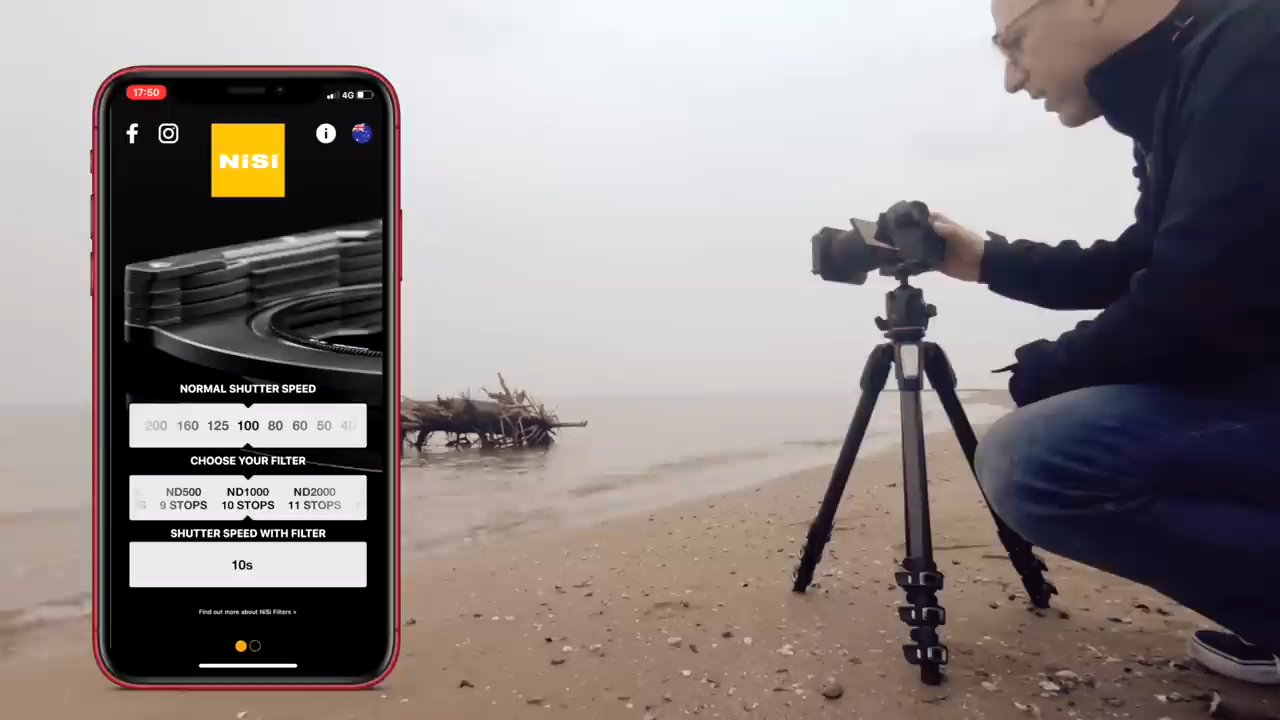 17:50
4G
NiSi
NORMAL SHUTTER SPEED
200 160 125 100 80 60 50 40
CHOOSE YOUR FILTER
ND500 ND1000 ND2000
9 STOPS 10 STOPS 11 STOPS
SHUTTER SPEED WITH FILTER
10s
Find out more about NiSi Filters >